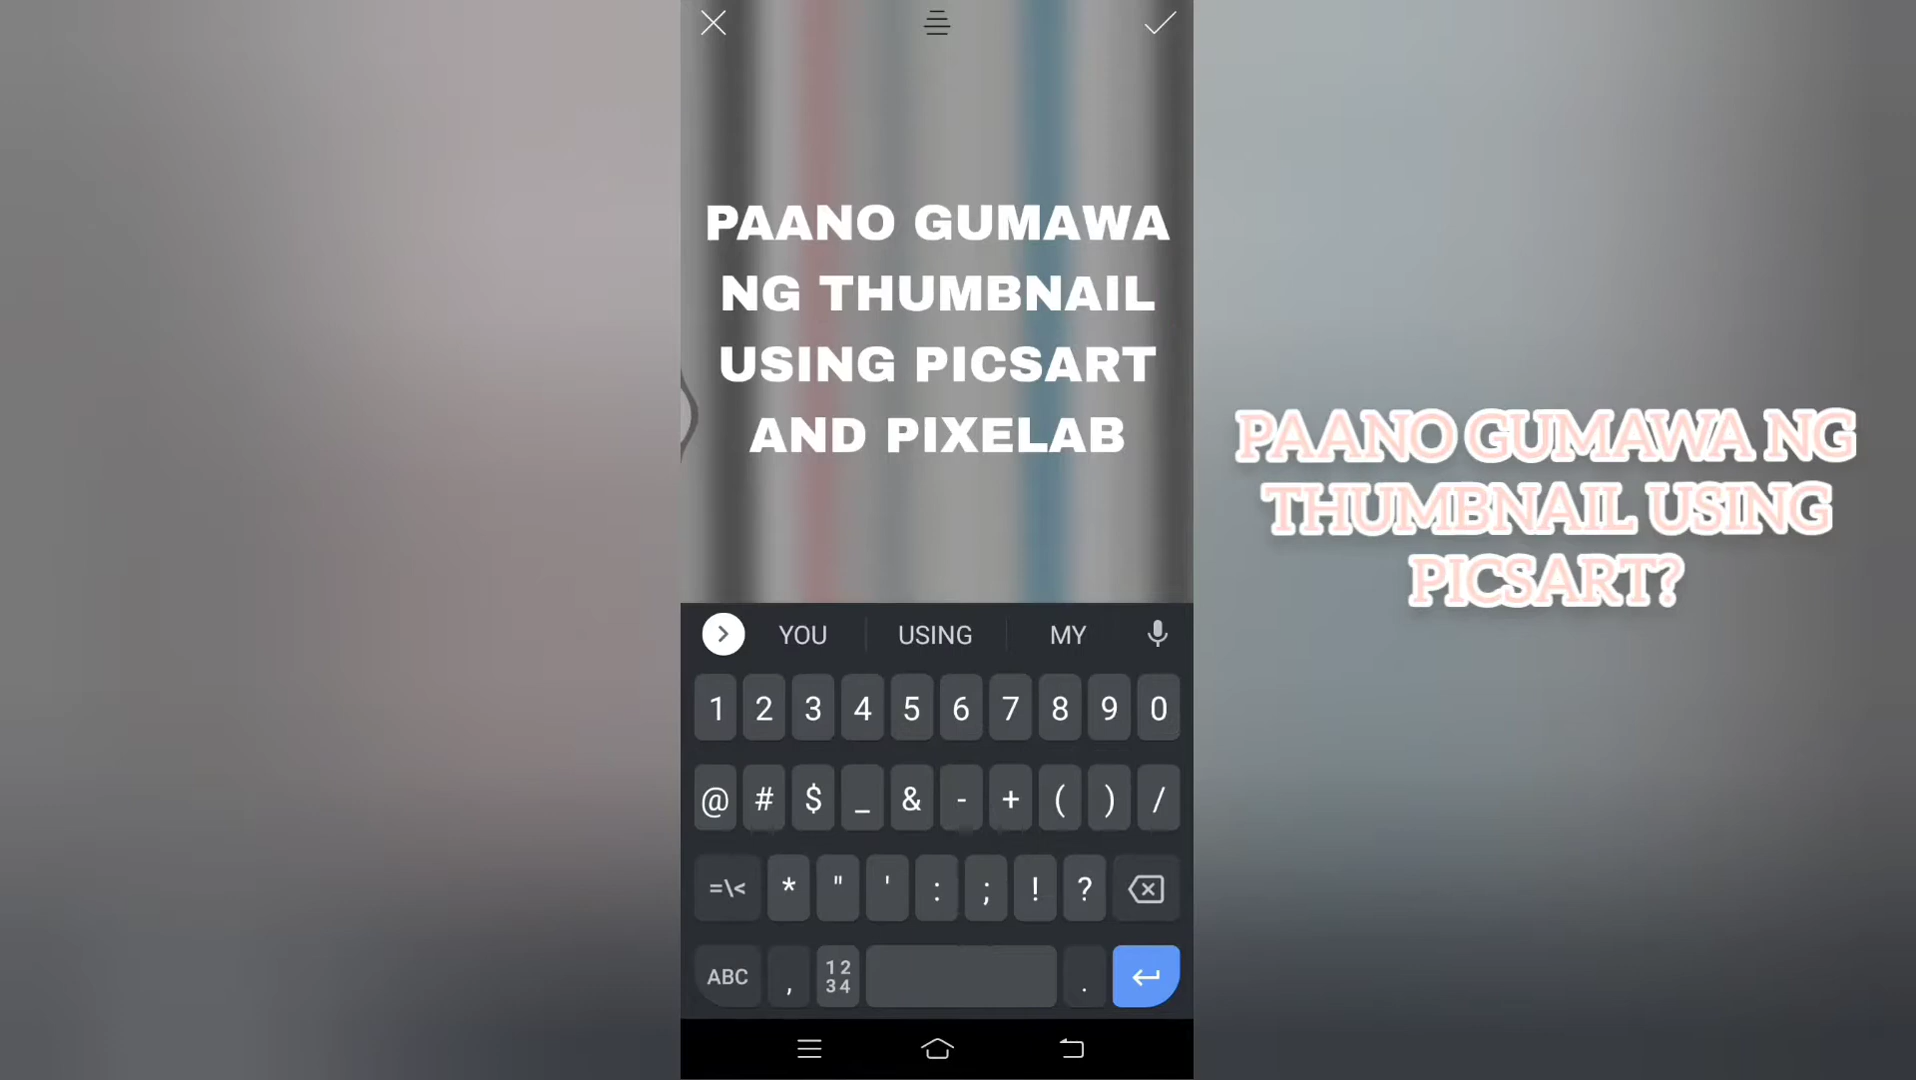 PAANO GUMAWA
NG THUMBNAIL
USING PICSART
AND PIXELAB
PAANO GUMAWA NG
THUMBNAIL USING
PICSART?
YOU USING MY
1 2 3 4 5 6 7 8 9 0
@ # $ _ & - + ( ) /
=\< * " ' : ; ! ?
ABC , 12 34 .